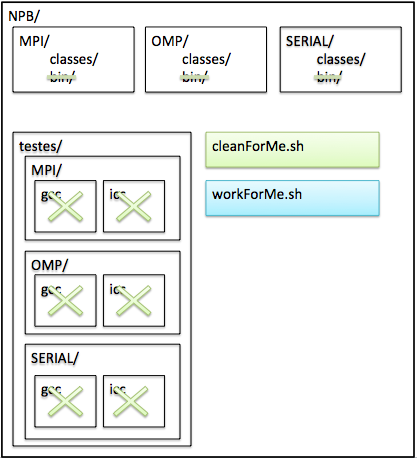 NPB/
MPI/
classes/
bin/
OMP/
classes/
bin/
SERIAL/
classes/
bin/
testes/
MPI/
gcc
icc
OMP/
gcc
icc
SERIAL/
gcc
icc
cleanForMe.sh
workForMe.sh